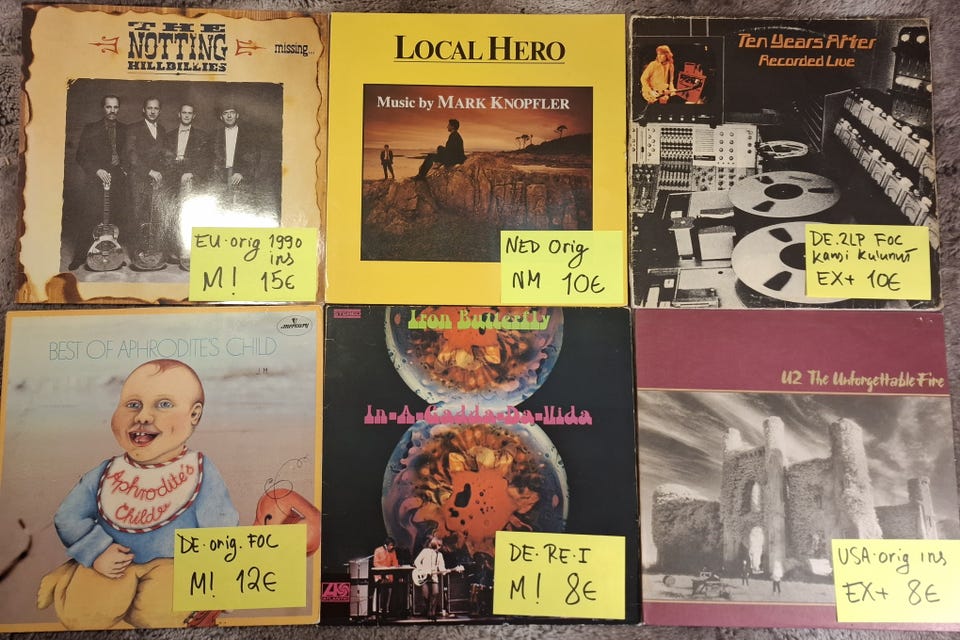 THE
NOTTING
HILLBILLIES
missing...
EU·orig 1990
ins
M! 15€
LOCAL HERO
Music by MARK KNOPFLER
NED orig
NM 10€
Ten Years After
Recorded Live
DE.2LP FOC
kansi kulunut
EX+ 10€
mercury
BEST OF APHRODITE'S CHILD
J.H
Aphrodite's
Childe
DE·orig. FOC
M! 12€
STEREO
Iron Butterfly
In-A-Gadda-Da-Vida
ATLANTIC
DE·RE·I
M! 8€
U2 The Unforgettable Fire
USA·orig ins
EX+ 8€